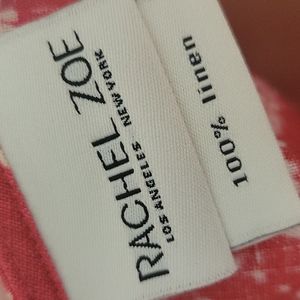 RACHEL ZOE
LOS ANGELES NEW YORK
100% linen